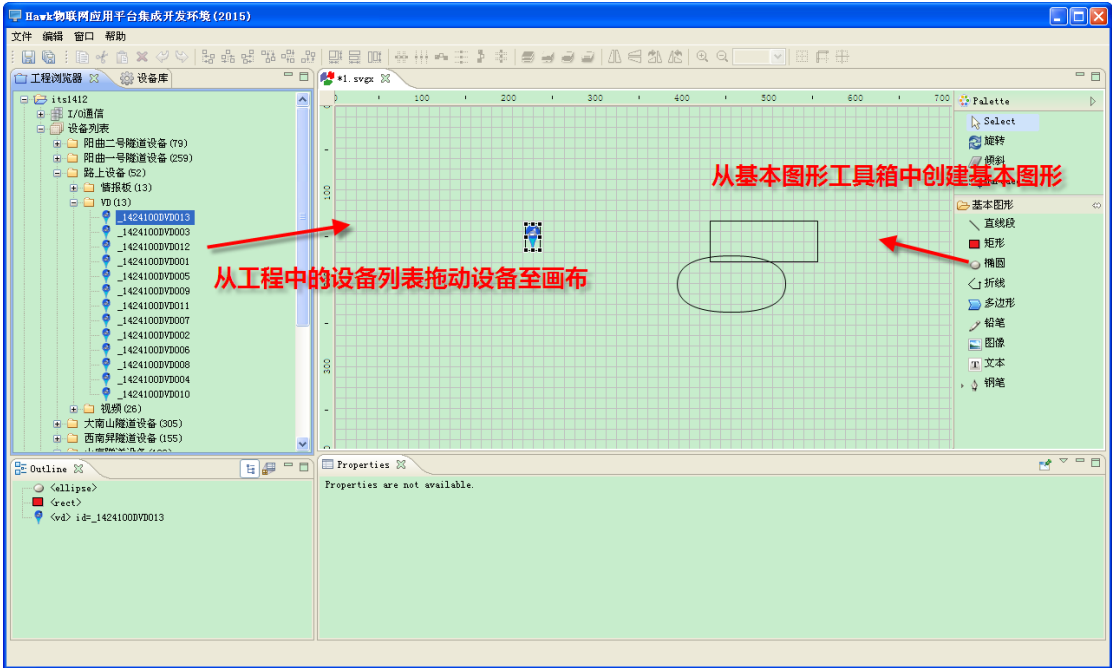 Hawk物联网应用平台集成开发环境(2015)
文件 编辑 窗口 帮助
工程浏览器 设备库
its1412
I/O通信
设备列表
阳曲二号隧道设备(79)
阳曲一号隧道设备(259)
路上设备(52)
情报板(13)
VD(13)
_1424100DVD013
_1424100DVD003
_1424100DVD012
_1424100DVD001
_1424100DVD005
_1424100DVD009
_1424100DVD011
_1424100DVD007
_1424100DVD002
_1424100DVD006
_1424100DVD008
_1424100DVD004
_1424100DVD010
视频(26)
大南山隧道设备(305)
西南舁隧道设备(155)
*1.svgx
0 100 200 300 400 500 600 700
100
300
从工程中的设备列表拖动设备至画布
从基本图形工具箱中创建基本图形
Palette
Select
旋转
倾斜
基本图形
直线段
矩形
椭圆
折线
多边形
铅笔
图像
T 文本
钢笔
Outline
<ellipse>
<rect>
<vd> id=_1424100DVD013
Properties
Properties are not available.